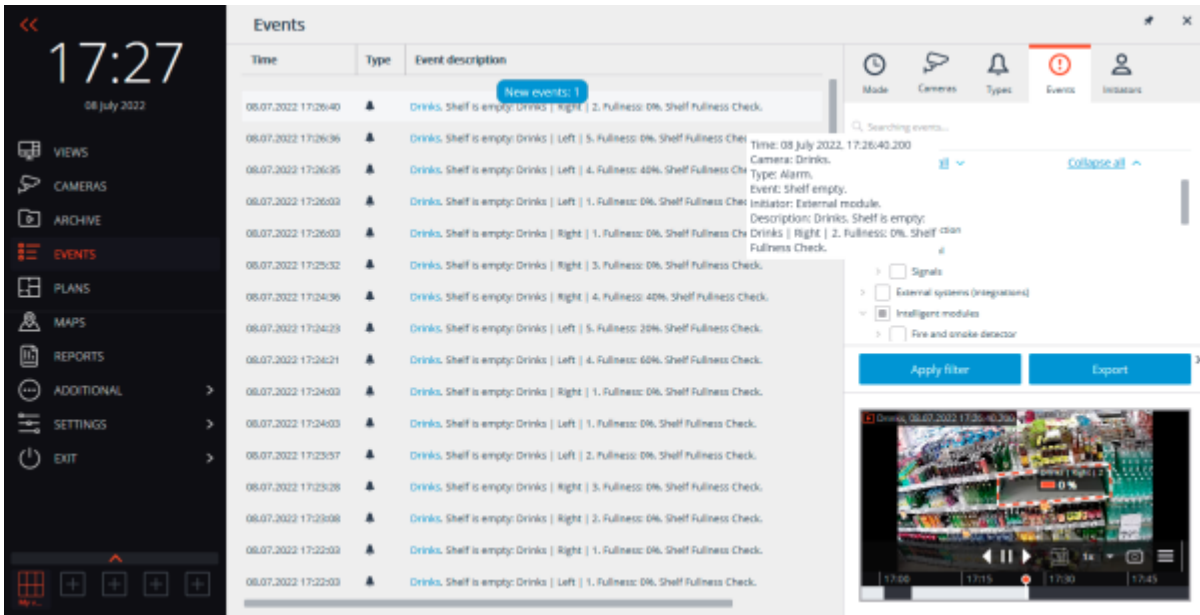 17:27
08 July 2022
VIEWS
CAMERAS
ARCHIVE
EVENTS
PLANS
MAPS
REPORTS
ADDITIONAL
SETTINGS
EXIT
Events
Time Type Event description
New events: 1
08.07.2022 17:26:40 Drinks. Shelf is empty: Drinks | Right | 2. Fullness: 0%. Shelf Fullness Check.
08.07.2022 17:26:36 Drinks. Shelf is empty: Drinks | Left | 5. Fullness: 0%. Shelf Fullness Che
08.07.2022 17:26:35 Drinks. Shelf is empty: Drinks | Left | 4. Fullness: 40%. Shelf Fullness Ch
08.07.2022 17:26:03 Drinks. Shelf is empty: Drinks | Left | 1. Fullness: 0%. Shelf Fullness Che
08.07.2022 17:26:03 Drinks. Shelf is empty: Drinks | Right | 1. Fullness: 0%. Shelf Fullness Ch
08.07.2022 17:25:32 Drinks. Shelf is empty: Drinks | Right | 3. Fullness: 0%. Shelf Fullness Check.
08.07.2022 17:24:36 Drinks. Shelf is empty: Drinks | Right | 4. Fullness: 40%. Shelf Fullness Check.
08.07.2022 17:24:23 Drinks. Shelf is empty: Drinks | Left | 5. Fullness: 20%. Shelf Fullness Check.
08.07.2022 17:24:21 Drinks. Shelf is empty: Drinks | Left | 4. Fullness: 60%. Shelf Fullness Check.
08.07.2022 17:24:03 Drinks. Shelf is empty: Drinks | Right | 1. Fullness: 0%. Shelf Fullness Check.
08.07.2022 17:24:03 Drinks. Shelf is empty: Drinks | Left | 1. Fullness: 0%. Shelf Fullness Check.
08.07.2022 17:23:57 Drinks. Shelf is empty: Drinks | Left | 2. Fullness: 0%. Shelf Fullness Check.
08.07.2022 17:23:28 Drinks. Shelf is empty: Drinks | Right | 3. Fullness: 0%. Shelf Fullness Check.
08.07.2022 17:23:08 Drinks. Shelf is empty: Drinks | Right | 2. Fullness: 0%. Shelf Fullness Check.
08.07.2022 17:22:03 Drinks. Shelf is empty: Drinks | Right | 1. Fullness: 0%. Shelf Fullness Check.
08.07.2022 17:22:03 Drinks. Shelf is empty: Drinks | Left | 1. Fullness: 0%. Shelf Fullness Check.
Mode Cameras Types Events Initiators
Searching events...
Collapse all
Time: 08 July 2022, 17:26:40.200
Camera: Drinks.
Type: Alarm.
Event: Shelf empty.
Initiator: External module.
Description: Drinks. Shelf is empty:
Drinks | Right | 2. Fullness: 0%. Shelf
Fullness Check.
Signals
External systems (integrations)
Intelligent modules
Fire and smoke detector
Apply filter Export
Drinks, 08.07.2022 17:26:40.200
Drinks | Right | 2
0 %
1x
17:00 17:15 17:30 17:45